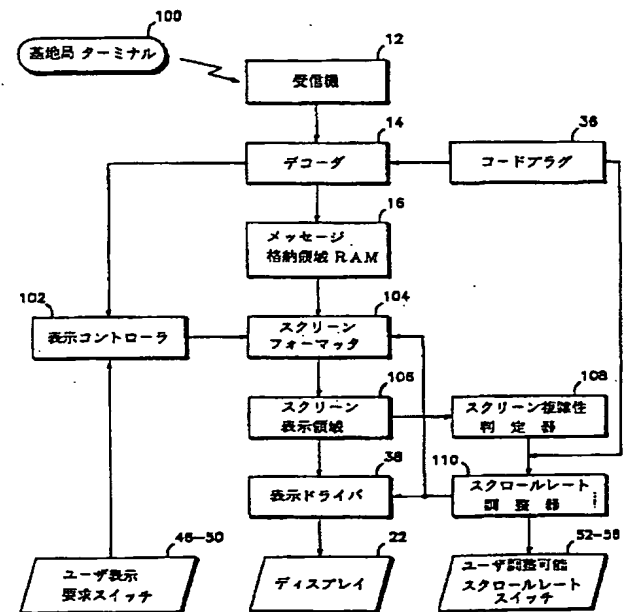 100
基地局 ターミナル
12
受信機
14
デコーダ
36
コードプラグ
16
メッセージ
格納領域 RAM
102
表示コントローラ
104
スクリーン
フォーマッタ
106
スクリーン
表示領域
108
スクリーン複雑性
判 定 器
38
表示ドライバ
110
スクロールレート
調 整 器
46-50
ユーザ表示
要求スイッチ
22
ディスプレイ
52-58
ユーザ調整可能
スクロールレート
スイッチ